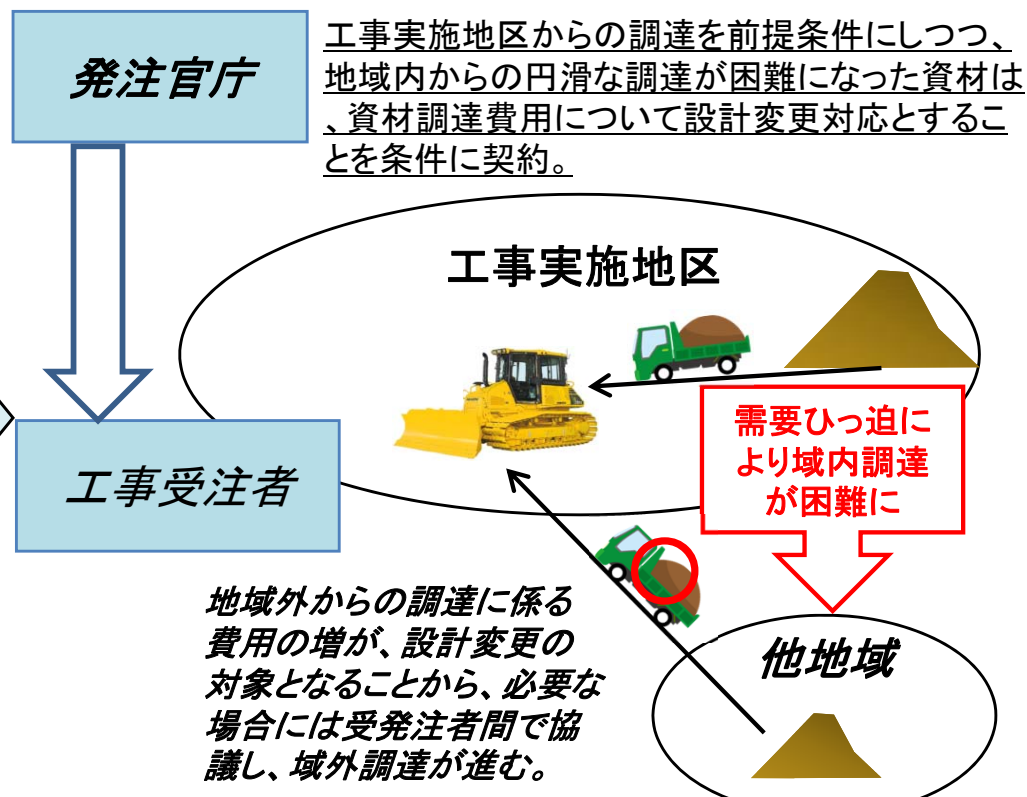 発注官庁
工事実施地区からの調達を前提条件にしつつ、
地域内からの円滑な調達が困難になった資材は
、資材調達費用について設計変更対応とするこ
とを条件に契約。
工事実施地区
需要ひっ迫に
より域内調達
が困難に
工事受注者
地域外からの調達に係る
費用の増が、設計変更の
対象となることから、必要な
場合には受発注者間で協
議し、域外調達が進む。
他地域